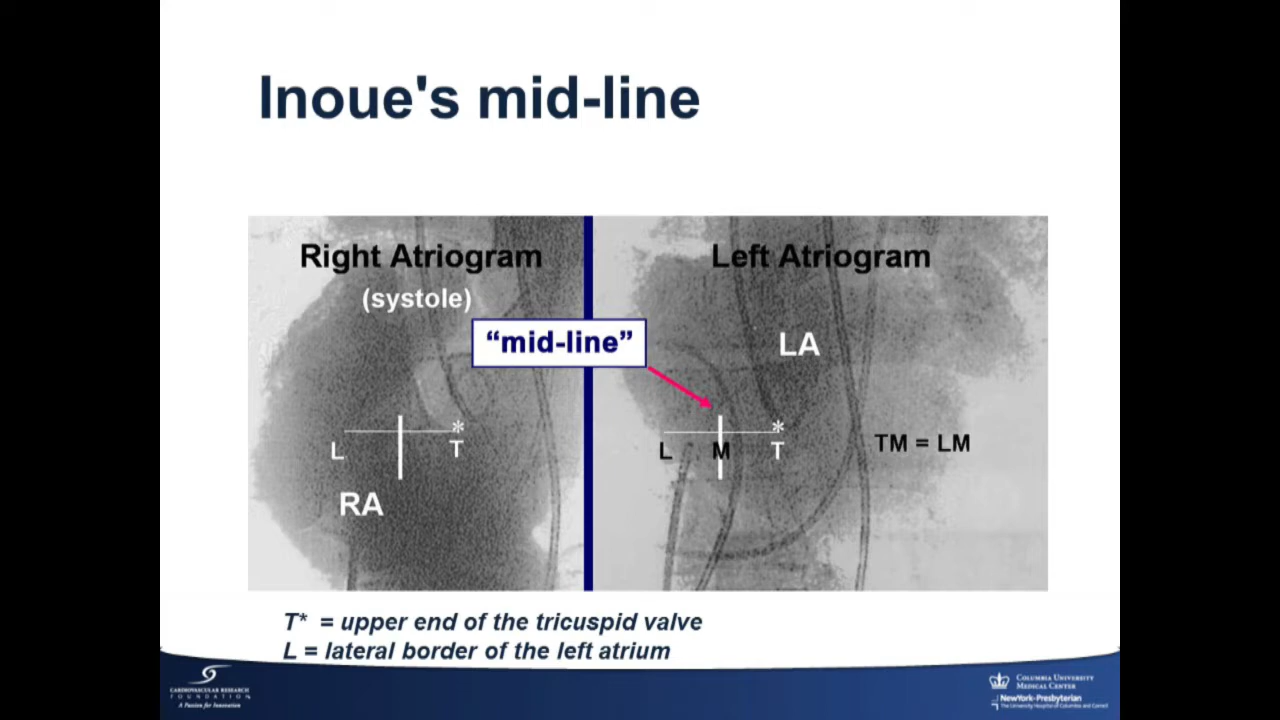 Inoue's mid-line
Right Atriogram
(systole)
Left Atriogram
“mid-line”
LA
*
L
T
RA
*
L
M
T
TM = LM
T* = upper end of the tricuspid valve
L = lateral border of the left atrium
CARDIOVASCULAR RESEARCH
FOUNDATION
A Passion for Innovation
COLUMBIA UNIVERSITY
MEDICAL CENTER
NewYork-Presbyterian
The University Hospital of Columbia and Cornell